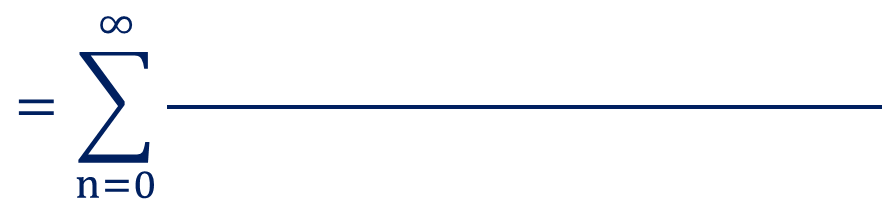 ∞
= ∑
n=0